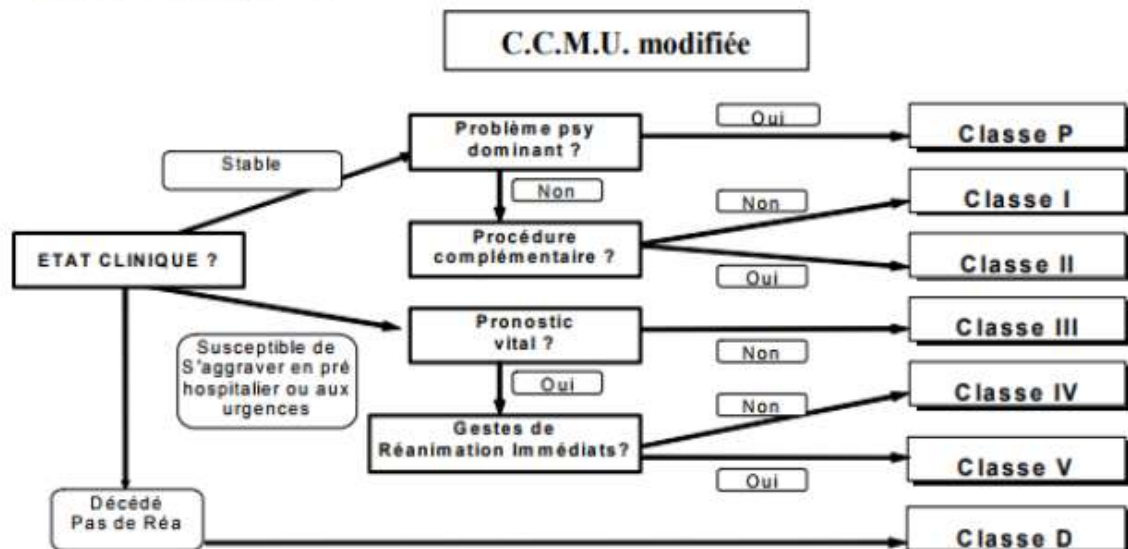 C.C.M.U. modifiée
Oui
Problème psy
dominant ?
Classe P
Stable
Non
Non
Classe I
Procédure
complémentaire ?
ETAT CLINIQUE ?
Classe II
Oui
Pronostic
vital ?
Classe III
Susceptible de
S'aggraver en pré
hospitalier ou aux
urgences
Non
Oui
Non
Classe IV
Gestes de
Réanimation Immédiats?
Classe V
Oui
Décédé
Pas de Réa
Classe D